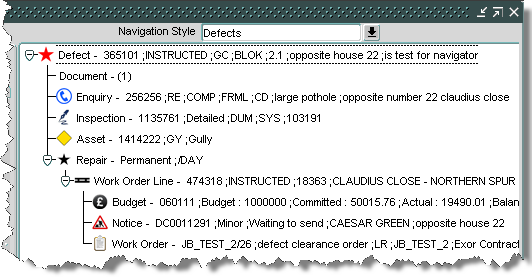 Navigation Style Defects
Defect - 365101 ;INSTRUCTED ;GC ;BLOK ;2.1 ;opposite house 22 ;is test for navigator
Document - (1)
Enquiry - 256256 ;RE ;COMP ;FRML ;CD ;large pothole ;opposite number 22 claudius close
Inspection - 1135761 ;Detailed ;DUM ;SYS ;103191
Asset - 1414222 ;GY ;Gully
Repair - Permanent ;/DAY
Work Order Line - 474318 ;INSTRUCTED ;18363 ;CLAUDIUS CLOSE - NORTHERN SPUR
Budget - 060111 ;Budget : 1000000 ;Committed : 50015.76 ;Actual : 19490.01 ;Balan
Notice - DC0011291 ;Minor ;Waiting to send ;CAESAR GREEN ;opposite house 22
Work Order - JB_TEST_2/26 ;defect clearance order ;LR ;JB_TEST_2 ;Exor Contract